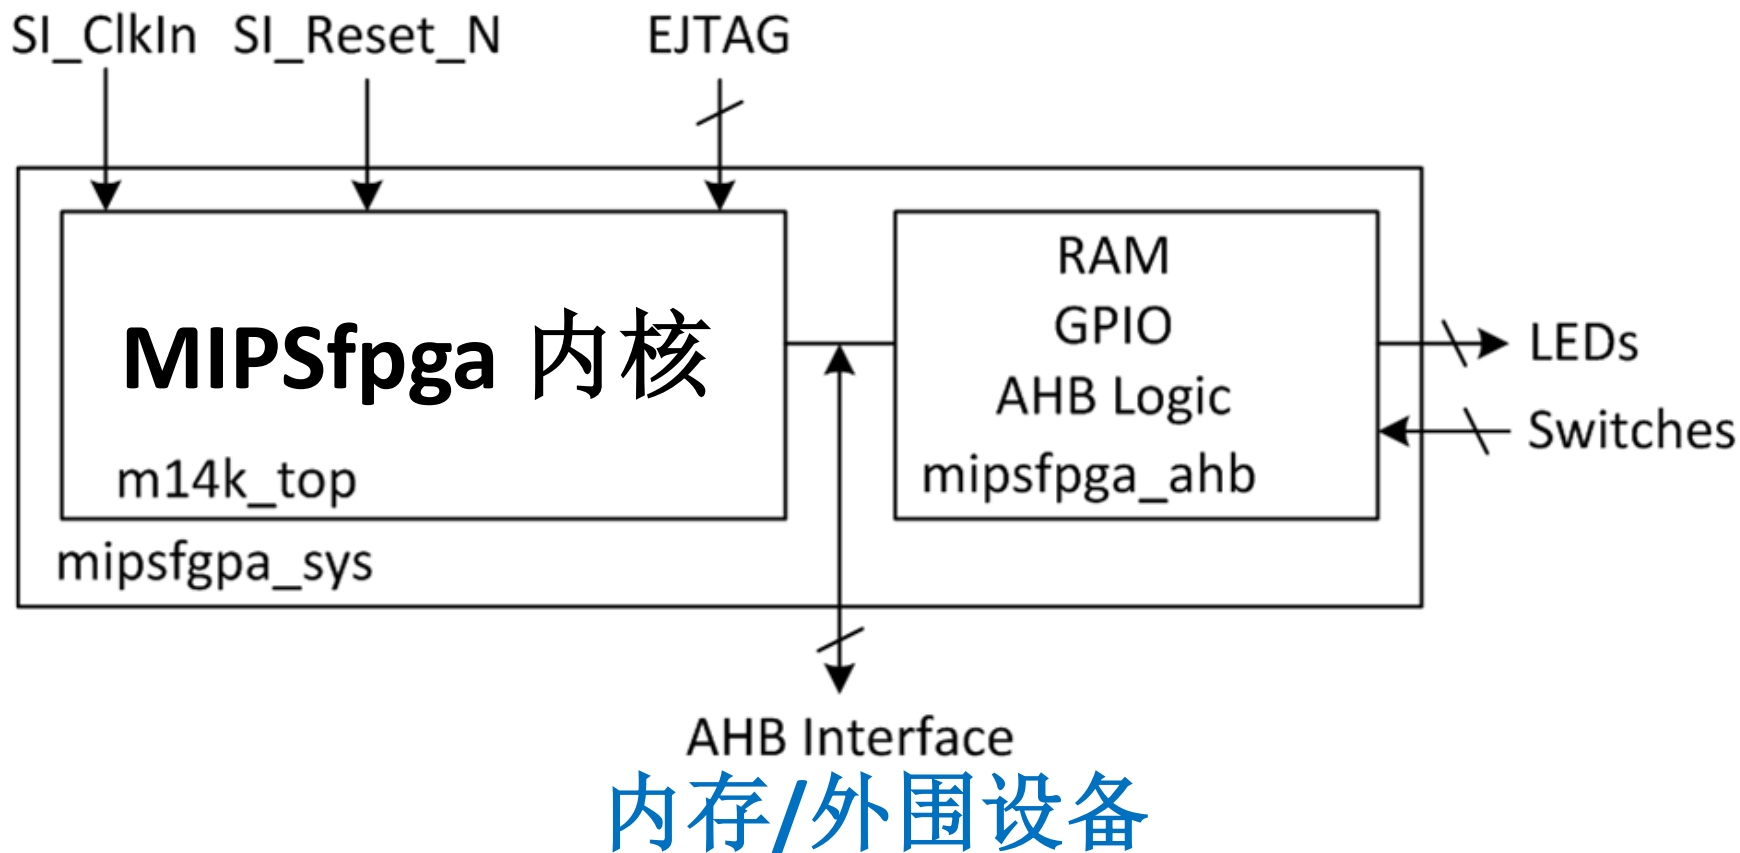 SI_ClkIn SI_Reset_N EJTAG
MIPSfpga 内核
m14k_top
mipsfgpa_sys
RAM
GPIO
AHB Logic
mipsfpga_ahb
LEDs
Switches
AHB Interface
内存/外围设备